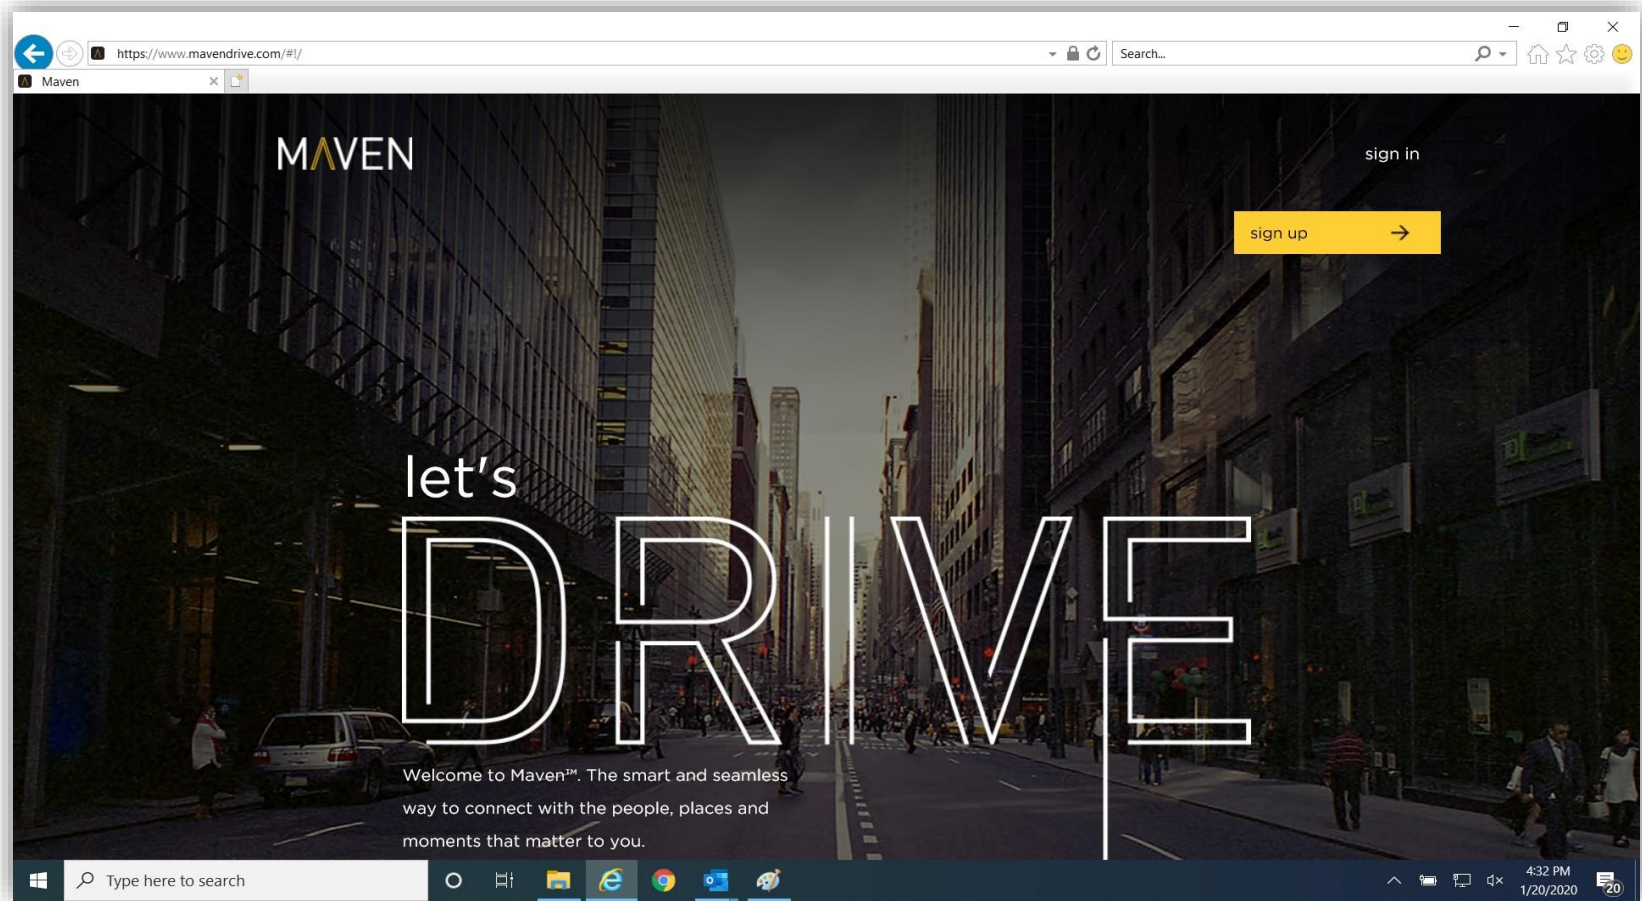 https://www.mavendrive.com/#!/
Search...
Maven
MAVEN
sign in
sign up
let's
DRIVE
Welcome to Maven™. The smart and seamless
way to connect with the people, places and
moments that matter to you.
Type here to search
4:32 PM
1/20/2020
20